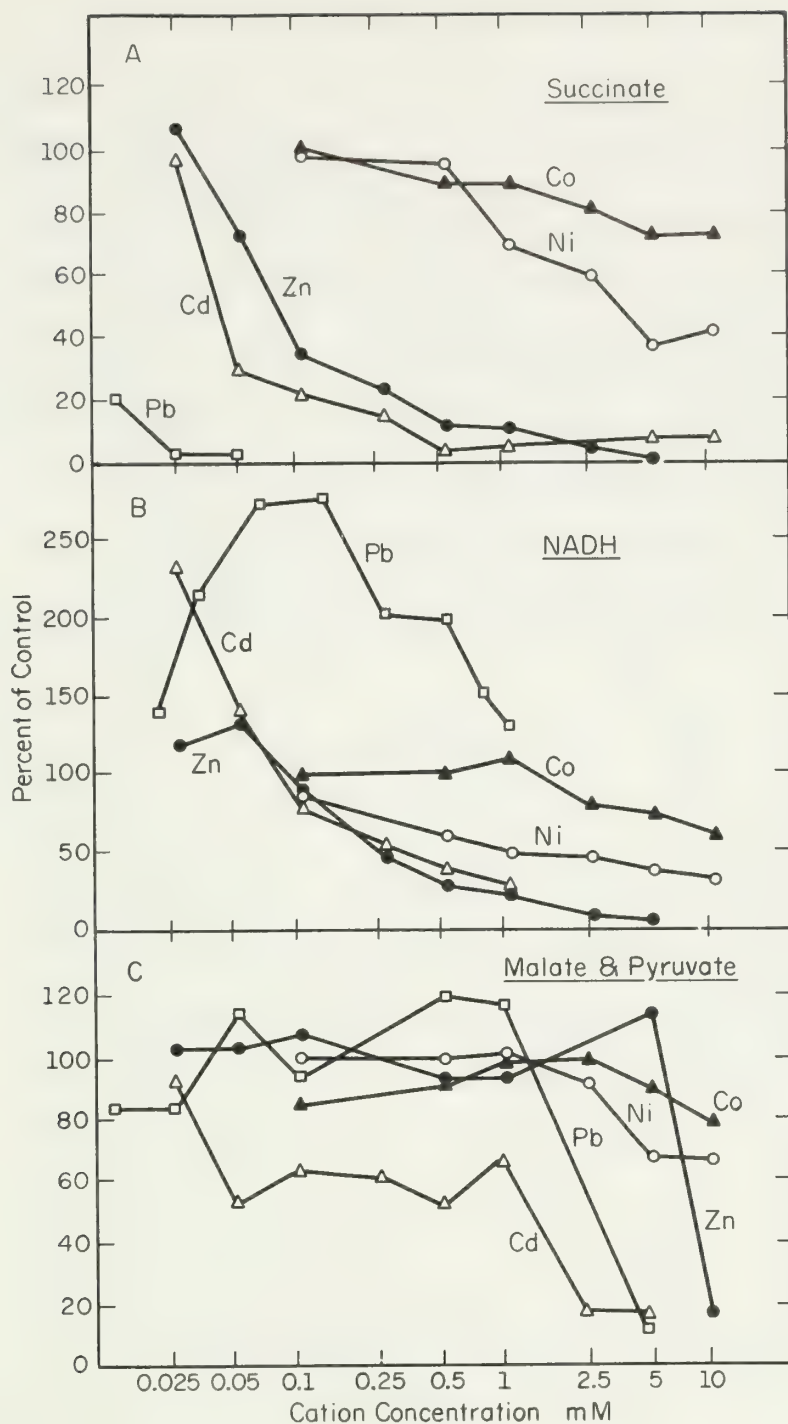 A
Succinate
120
100
80
60
40
20
0
Co
Ni
Zn
Cd
Pb
B
NADH
250
200
150
100
50
0
Pb
Cd
Zn
Co
Ni
Percent of Control
C
Malate & Pyruvate
120
100
80
60
40
20
0
Co
Ni
Pb
Zn
Cd
0.025 0.05 0.1 0.25 0.5 1 2.5 5 10
Cation Concentration mM